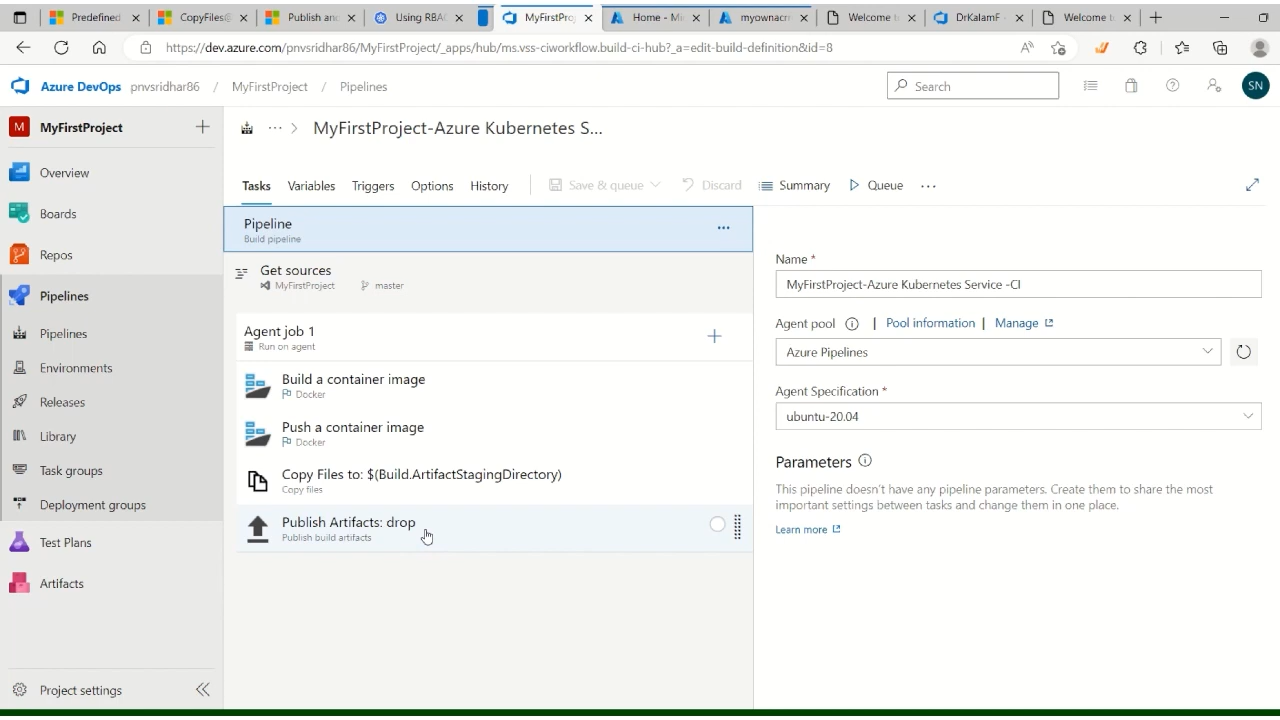 Predefined
CopyFiles@
Publish and
Using RBA
MyFirstProj
Home - Mi
myownacr
Welcome t
DrKalamF
Welcome t
https://dev.azure.com/pnvsridhar86/MyFirstProject/_apps/hub/ms.vss-ciworkflow.build-ci-hub?_a=edit-build-definition&id=8
Azure DevOps pnvsridhar86 / MyFirstProject / Pipelines
Search
SN
M MyFirstProject
Overview
Boards
Repos
Pipelines
Pipelines
Environments
Releases
Library
Task groups
Deployment groups
Test Plans
Artifacts
Project settings
··· > MyFirstProject-Azure Kubernetes S...
Tasks Variables Triggers Options History Save & queue Discard Summary Queue ...
Pipeline
Build pipeline
Get sources
MyFirstProject master
Agent job 1
Run on agent
Build a container image
Docker
Push a container image
Docker
Copy Files to: $(Build.ArtifactStagingDirectory)
Copy files
Publish Artifacts: drop
Publish build artifacts
Name *
MyFirstProject-Azure Kubernetes Service -CI
Agent pool | Pool information | Manage
Azure Pipelines
Agent Specification *
ubuntu-20.04
Parameters
This pipeline doesn't have any pipeline parameters. Create them to share the most
important settings between tasks and change them in one place.
Learn more